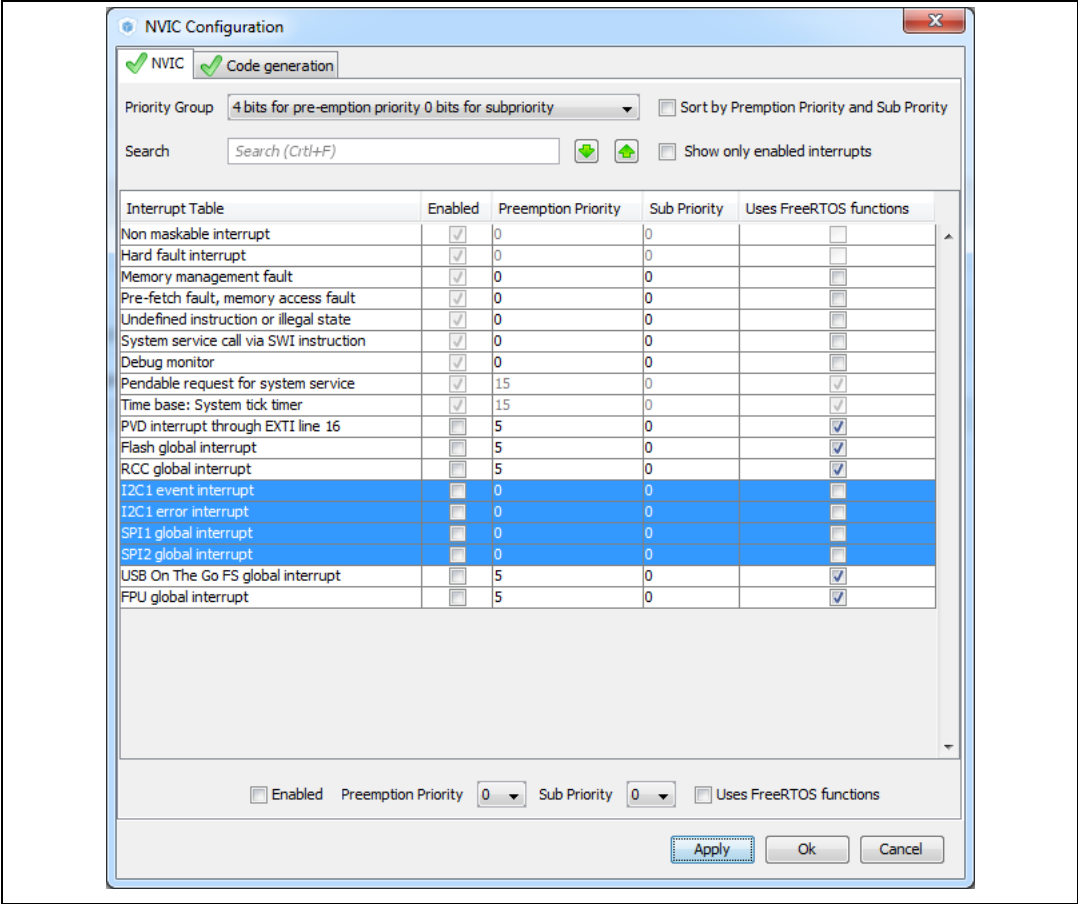 NVIC Configuration
NVIC Code generation
Priority Group 4 bits for pre-emption priority 0 bits for subpriority Sort by Premption Priority and Sub Prority
Search Search (Crtl+F) Show only enabled interrupts
Interrupt Table Enabled Preemption Priority Sub Priority Uses FreeRTOS functions
Non maskable interrupt 0 0
Hard fault interrupt 0 0
Memory management fault 0 0
Pre-fetch fault, memory access fault 0 0
Undefined instruction or illegal state 0 0
System service call via SWI instruction 0 0
Debug monitor 0 0
Pendable request for system service 15 0
Time base: System tick timer 15 0
PVD interrupt through EXTI line 16 5 0
Flash global interrupt 5 0
RCC global interrupt 5 0
I2C1 event interrupt 0 0
I2C1 error interrupt 0 0
SPI1 global interrupt 0 0
SPI2 global interrupt 0 0
USB On The Go FS global interrupt 5 0
FPU global interrupt 5 0
Enabled Preemption Priority 0 Sub Priority 0 Uses FreeRTOS functions
Apply Ok Cancel